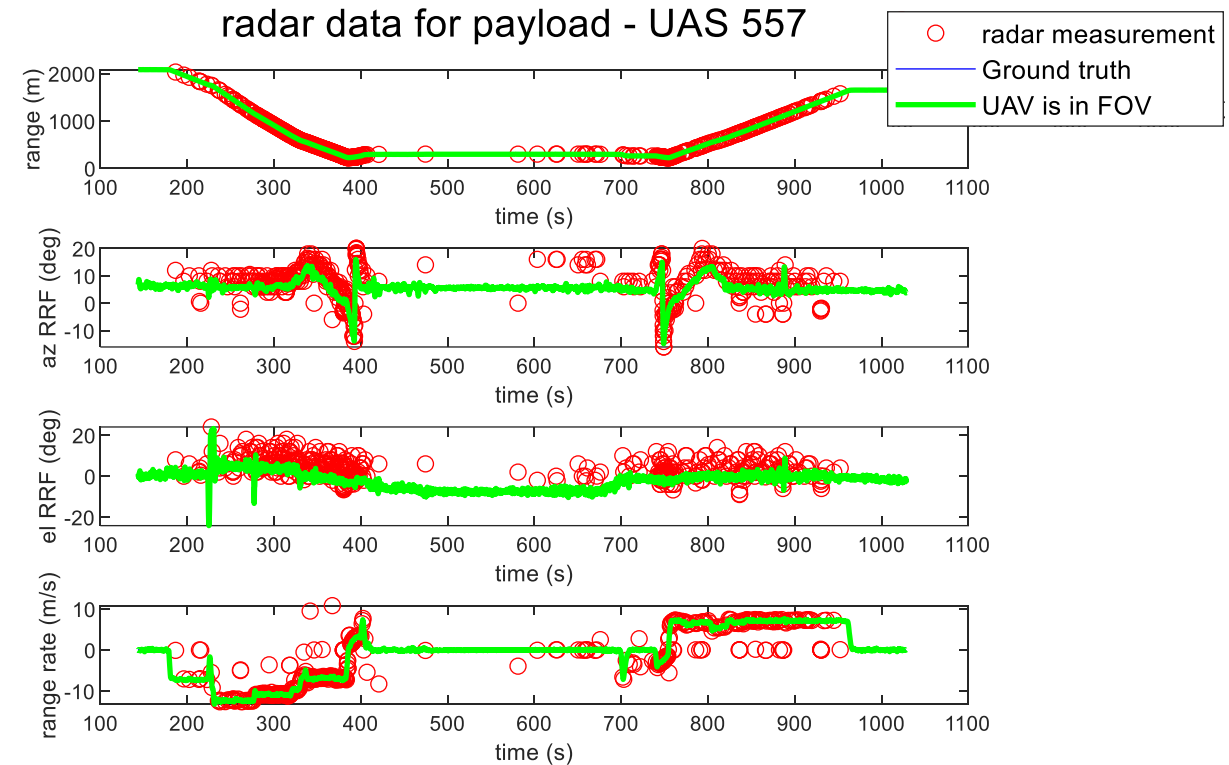 radar data for payload - UAS 557
radar measurement
Ground truth
UAV is in FOV
range (m)
2000
1000
0
100 200 300 400 500 600 700 800 900 1000 1100
time (s)
az RRF (deg)
20
10
0
-10
100 200 300 400 500 600 700 800 900 1000 1100
time (s)
el RRF (deg)
20
0
-20
100 200 300 400 500 600 700 800 900 1000 1100
time (s)
range rate (m/s)
10
0
-10
100 200 300 400 500 600 700 800 900 1000 1100
time (s)